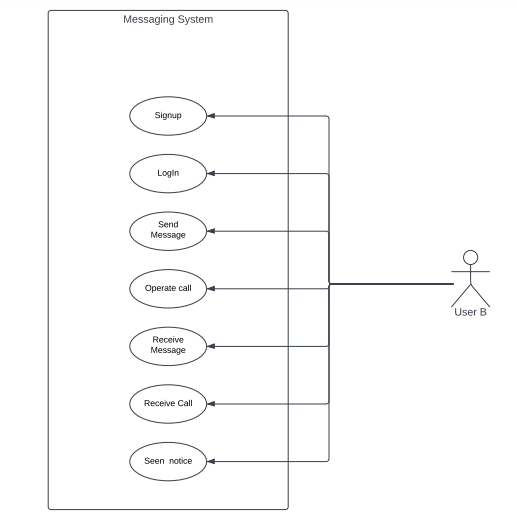 Messaging System
Signup
LogIn
Send
Message
Operate call
Receive
Message
Receive Call
Seen  notice
User B